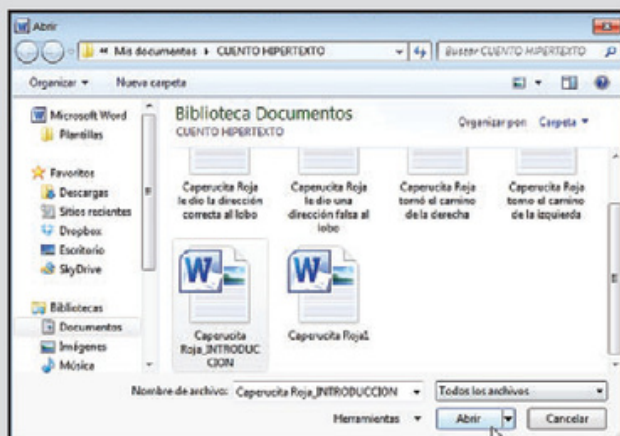 Abrir
« Mis documentos ▸ CUENTO HIPERTEXTO
Buscar CUENTO HIPERTEXTO
Organizar ▾ Nueva carpeta
Microsoft Word
Plantillas
Favoritos
Descargas
Sitios recientes
Dropbox
Escritorio
SkyDrive
Bibliotecas
Documentos
Imágenes
Música
Biblioteca Documentos
CUENTO HIPERTEXTO
Organizar por: Carpeta ▾
Caperucita Roja
le dio la dirección
correcta al lobo
Caperucita Roja
le dio una
dirección falsa al
lobo
Caperucita Roja
tomó el camino
de la derecha
Caperucita Roja
tomo el camino
de la izquierda
Caperucita
Roja_INTRODUC
CION
Caperucita Roja1
Nombre de archivo: Caperucita Roja_INTRODUCCION
Todos los archivos
Herramientas ▾ Abrir Cancelar